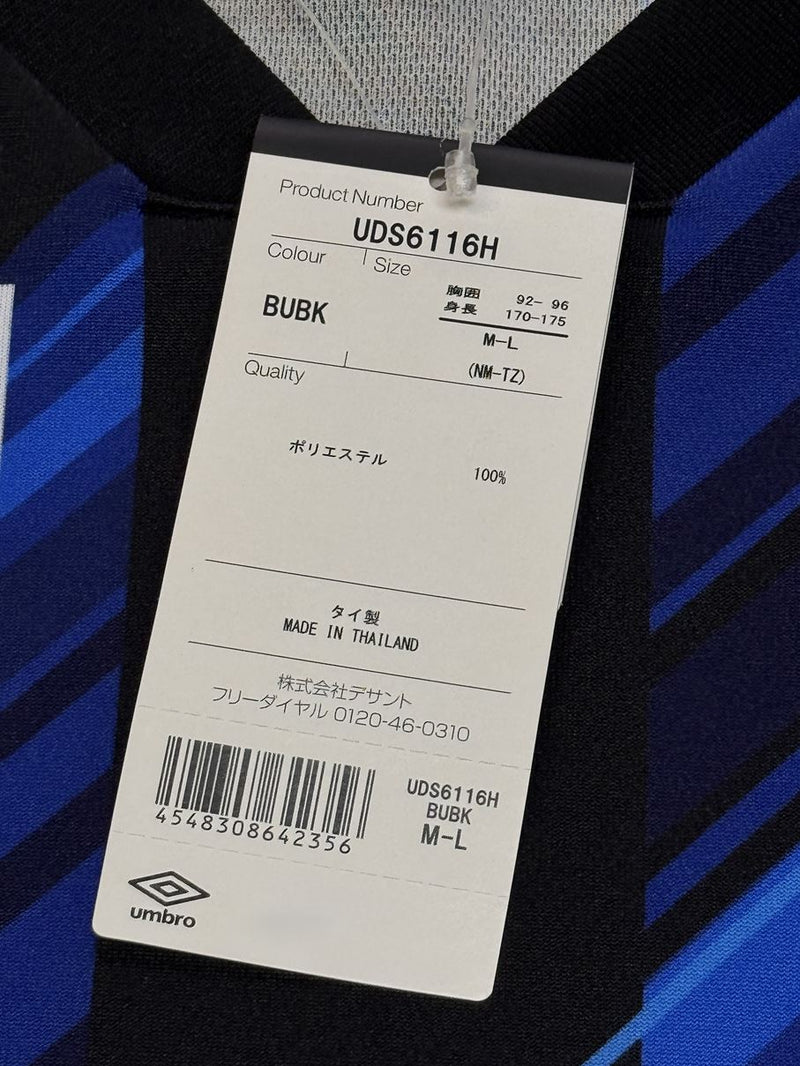 Product Number
UDS6116H
Colour
Size
BUBK
胸囲 92- 96
身長 170-175
M-L
(NM-TZ)
Quality
ポリエステル 100%
タイ製
MADE IN THAILAND
株式会社デサント
フリーダイヤル 0120-46-0310
4548308642356
UDS6116H
BUBK
M-L
umbro